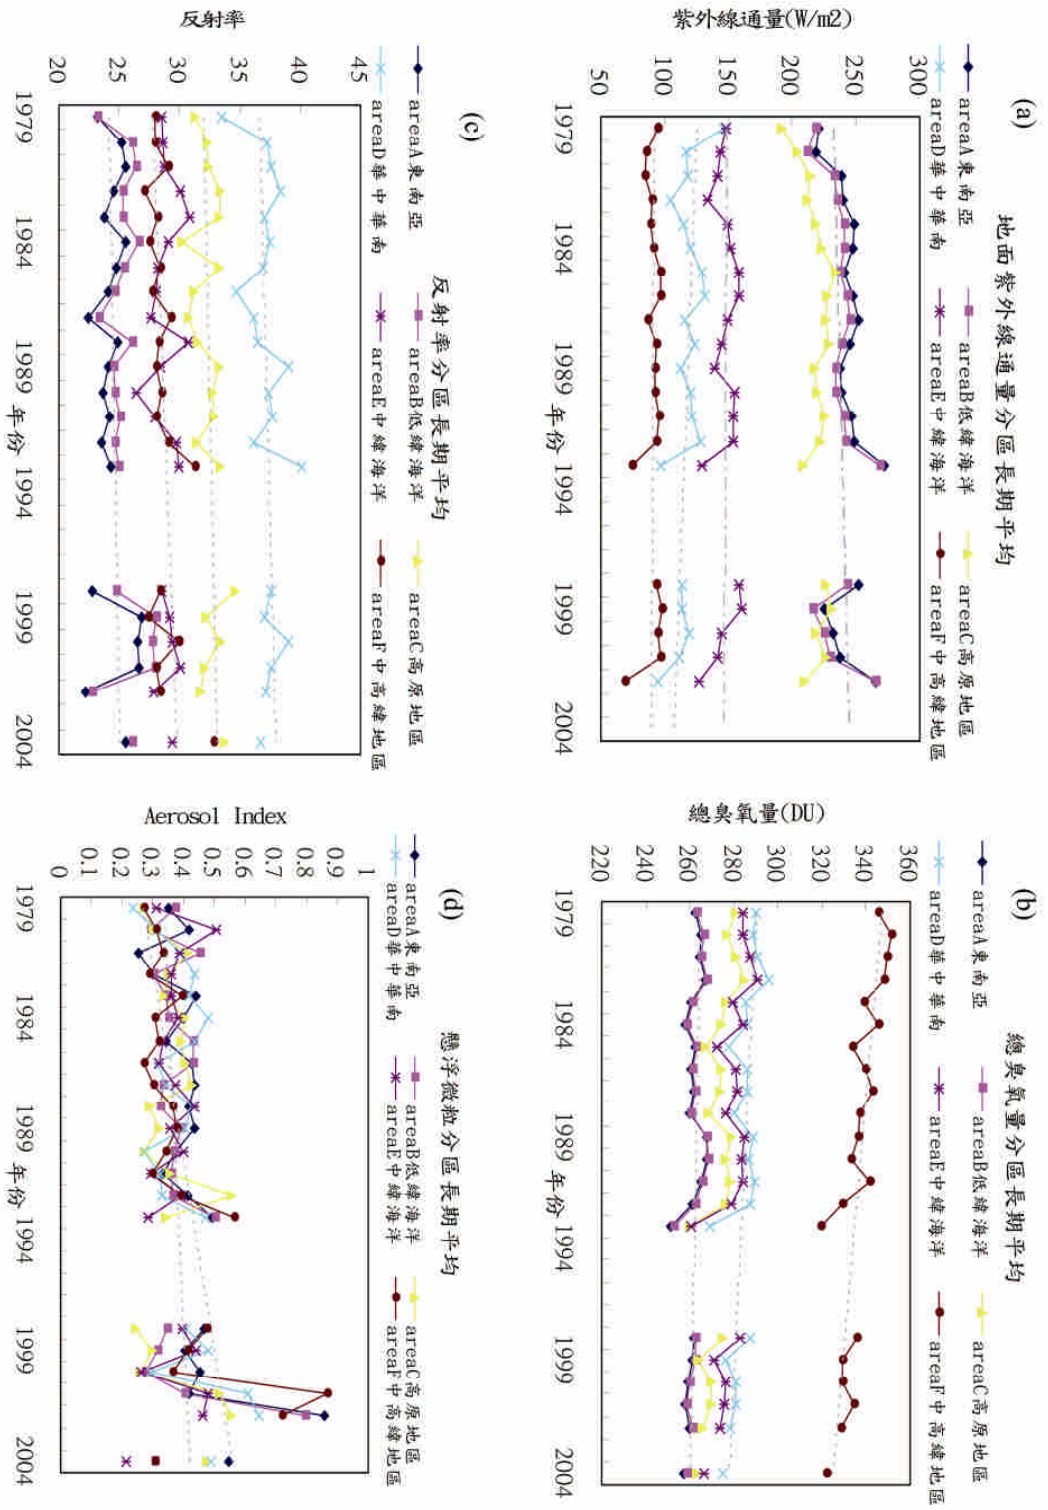 (a)
地面紫外線通量分區長期平均
areaA東南亞
areaB低緯海洋
areaC高原地區
areaD華中華南
areaE中緯海洋
areaF中高緯地區
紫外線通量(W/m2)
300
250
200
150
100
50
1979
1984
1989
1994
1999
2004
年份
(b)
總臭氧量分區長期平均
areaA東南亞
areaB低緯海洋
areaC高原地區
areaD華中華南
areaE中緯海洋
areaF中高緯地區
總臭氧量(DU)
360
340
320
300
280
260
240
220
1979
1984
1989
1994
1999
2004
年份
(c)
反射率分區長期平均
areaA東南亞
areaB低緯海洋
areaC高原地區
areaD華中華南
areaE中緯海洋
areaF中高緯地區
反射率
45
40
35
30
25
20
1979
1984
1989
1994
1999
2004
年份
(d)
懸浮微粒分區長期平均
areaA東南亞
areaB低緯海洋
areaC高原地區
areaD華中華南
areaE中緯海洋
areaF中高緯地區
Aerosol Index
1
0.9
0.8
0.7
0.6
0.5
0.4
0.3
0.2
0.1
0
1979
1984
1989
1994
1999
2004
年份